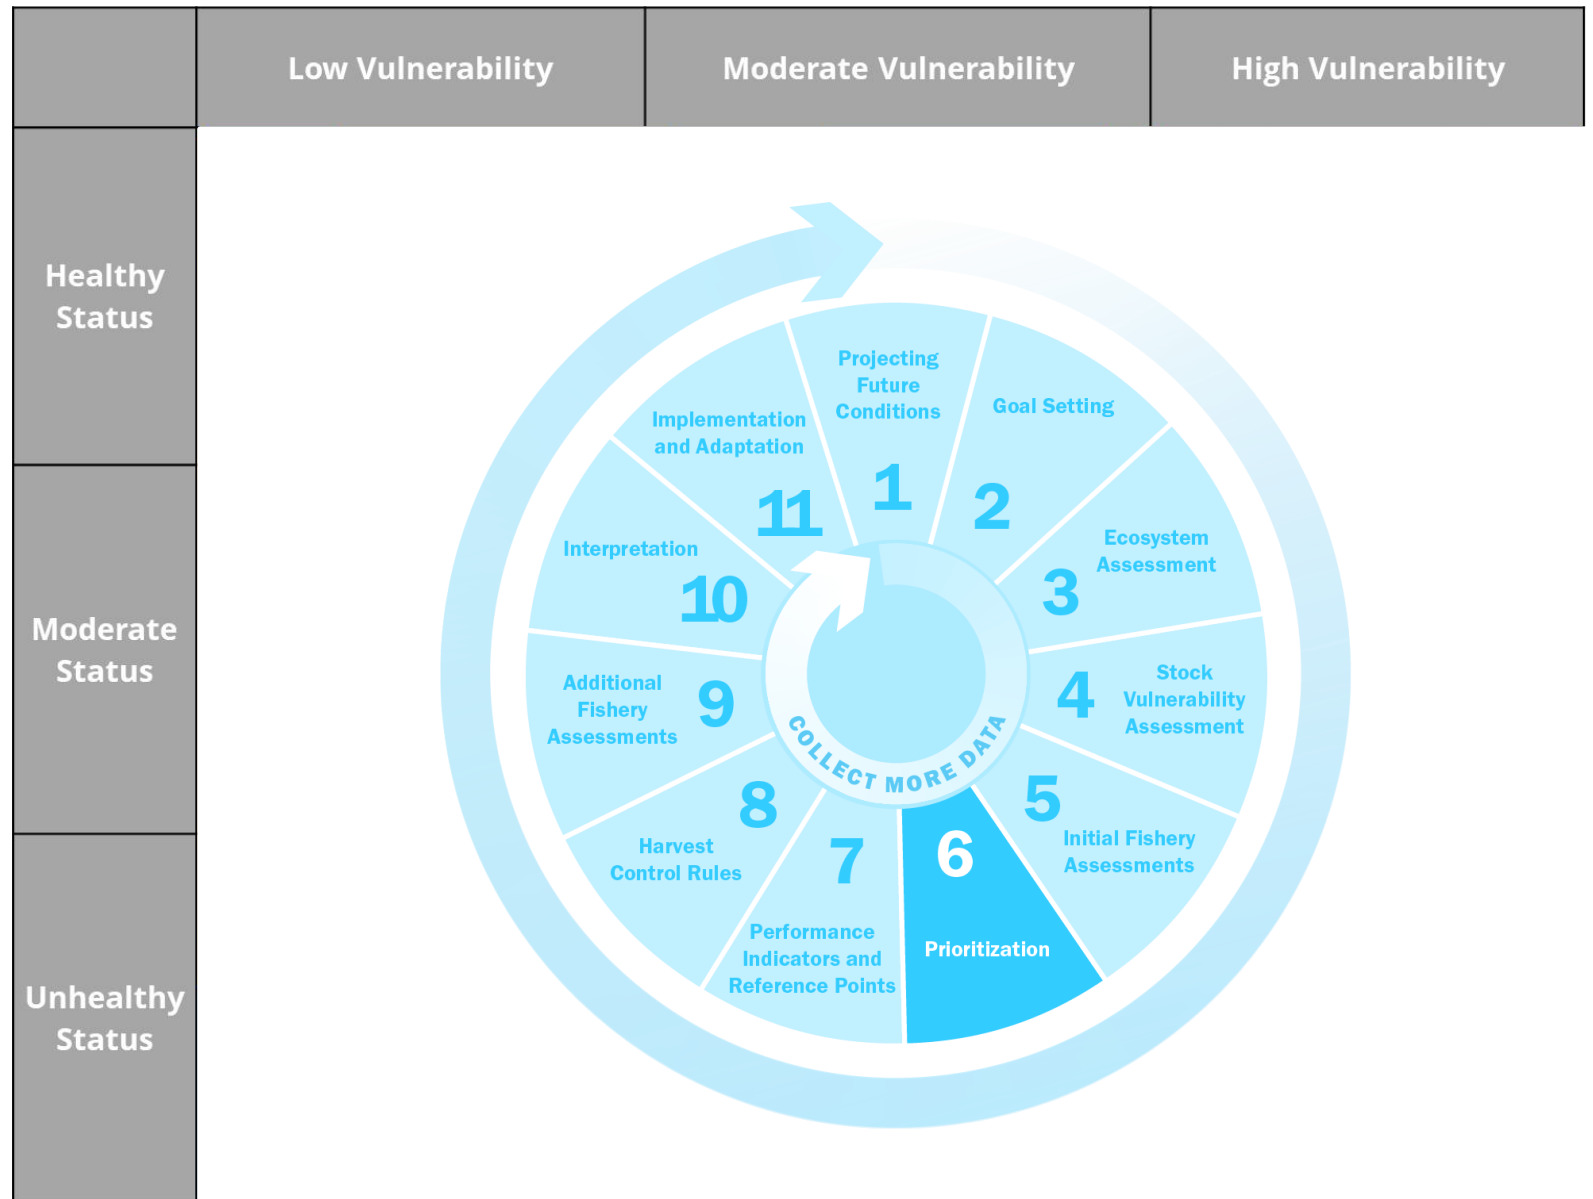 Low Vulnerability
Moderate Vulnerability
High Vulnerability
Healthy
Status
Moderate
Status
Unhealthy
Status
Projecting
Future
Conditions
1
Goal Setting
2
Ecosystem
Assessment
3
Stock
Vulnerability
Assessment
4
5
Initial Fishery
Assessments
6
Prioritization
7
Performance
Indicators and
Reference Points
8
Harvest
Control Rules
Additional
Fishery
Assessments
9
Interpretation
10
Implementation
and Adaptation
11
COLLECT MORE DATA